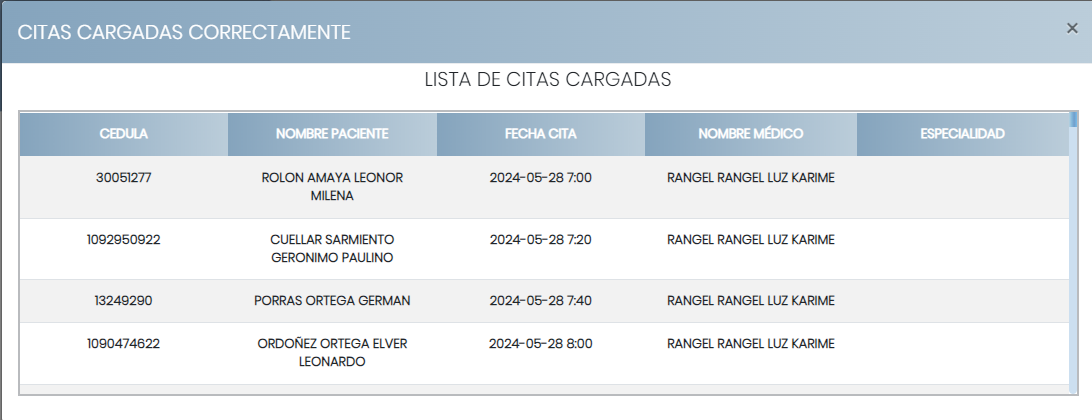 CITAS CARGADAS CORRECTAMENTE ×
LISTA DE CITAS CARGADAS
CEDULA NOMBRE PACIENTE FECHA CITA NOMBRE MÉDICO ESPECIALIDAD
30051277 ROLON AMAYA LEONOR 2024-05-28 7:00 RANGEL RANGEL LUZ KARIME
MILENA
1092950922 CUELLAR SARMIENTO 2024-05-28 7:20 RANGEL RANGEL LUZ KARIME
GERONIMO PAULINO
13249290 PORRAS ORTEGA GERMAN 2024-05-28 7:40 RANGEL RANGEL LUZ KARIME
1090474622 ORDOÑEZ ORTEGA ELVER 2024-05-28 8:00 RANGEL RANGEL LUZ KARIME
LEONARDO